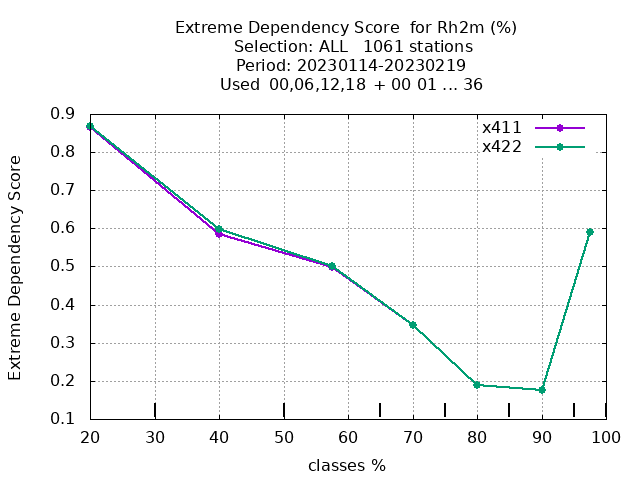 Extreme Dependency Score  for Rh2m (%)
Selection: ALL   1061 stations
Period: 20230114-20230219
Used  00,06,12,18  + 00 01 ... 36
x411
x422
Extreme Dependency Score
0.9
0.8
0.7
0.6
0.5
0.4
0.3
0.2
0.1
20 30 40 50 60 70 80 90 100
classes %